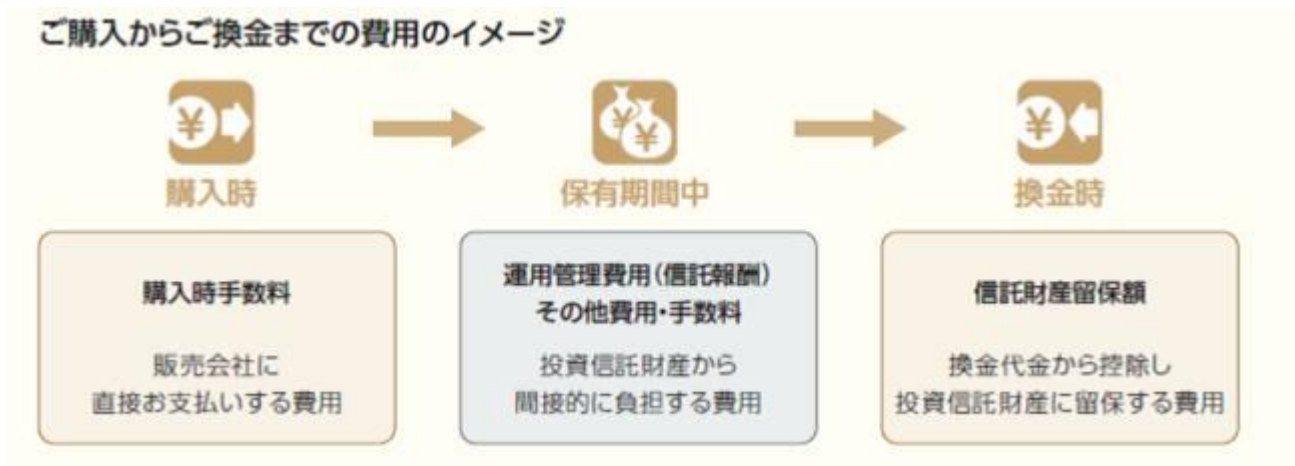 ご購入からご換金までの費用のイメージ
¥
¥
¥
¥
購入時
保有期間中
換金時
購入時手数料
販売会社に
直接お支払いする費用
運用管理費用(信託報酬)
その他費用・手数料
投資信託財産から
間接的に負担する費用
信託財産留保額
換金代金から控除し
投資信託財産に留保する費用